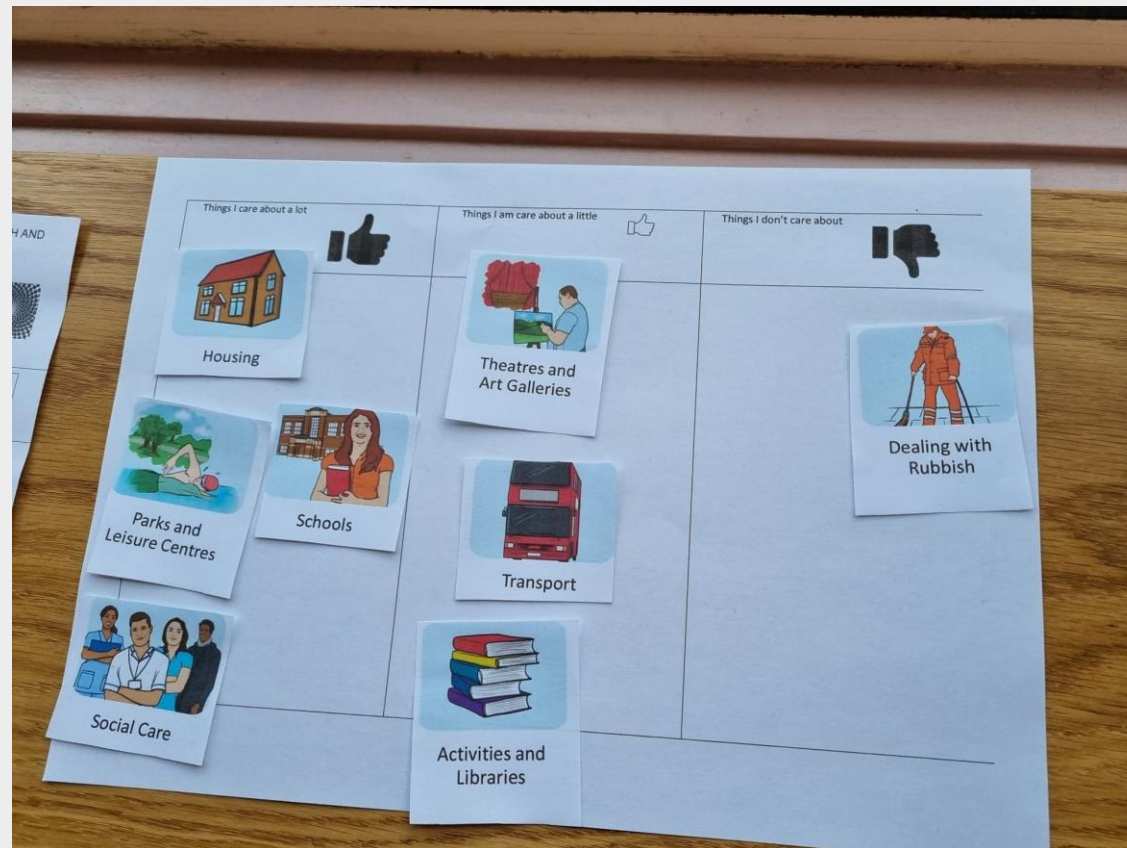 H AND
Things I care about a lot
Things I am care about a little
Things I don't care about
Housing
Theatres and
Art Galleries
Dealing with
Rubbish
Parks and
Leisure Centres
Schools
Transport
Social Care
Activities and
Libraries